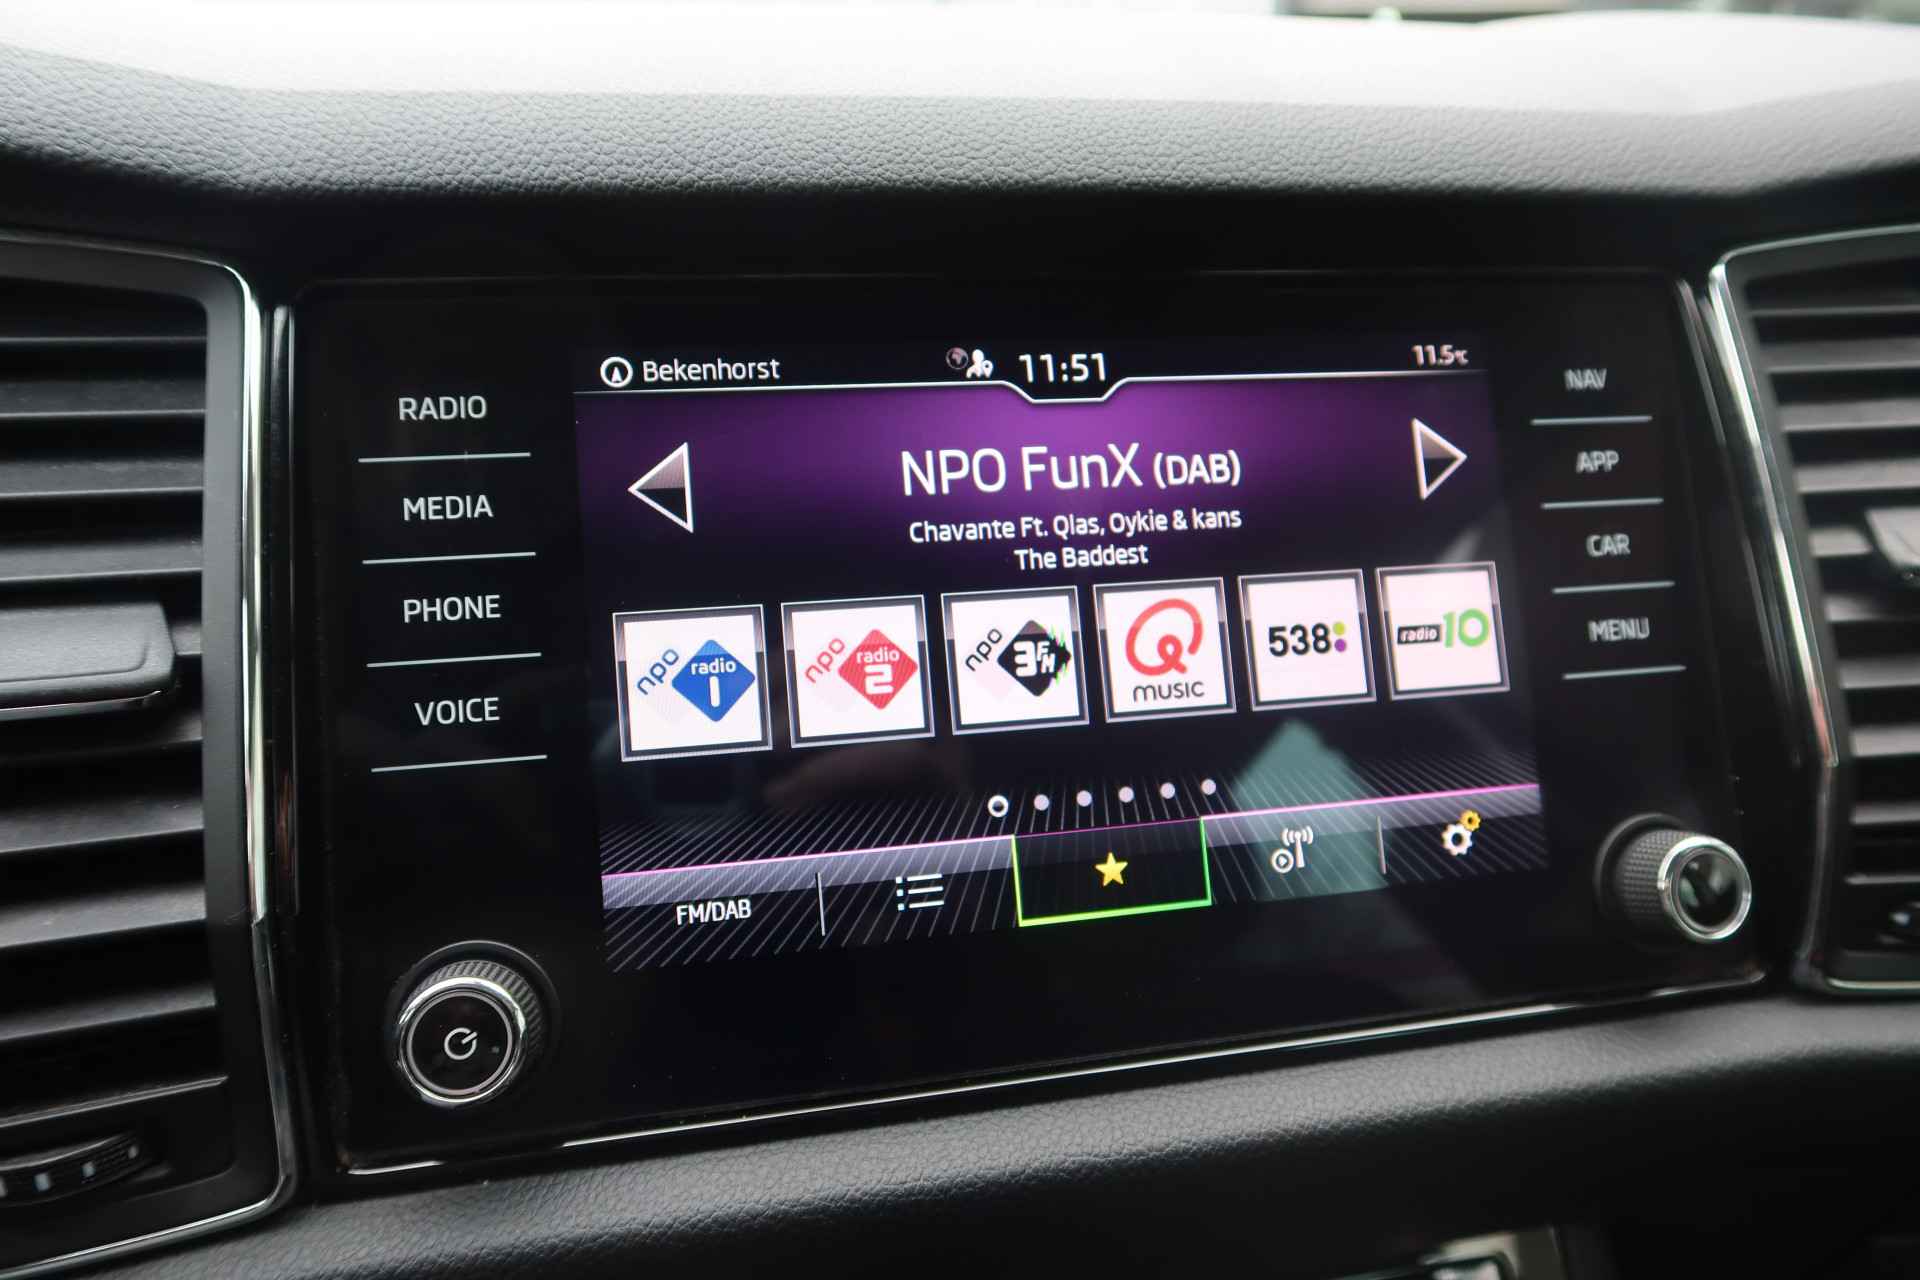 Bekenhorst 11:51 11.5°C
RADIO
MEDIA
PHONE
VOICE
NPO FunX (DAB)
Chavante Ft. Qlas, Oykie & kans
The Baddest
npo radio 1
npo radio 2
npo 3FM
Q MUSIC
538
radio 10
FM/DAB
NAV
APP
CAR
MENU